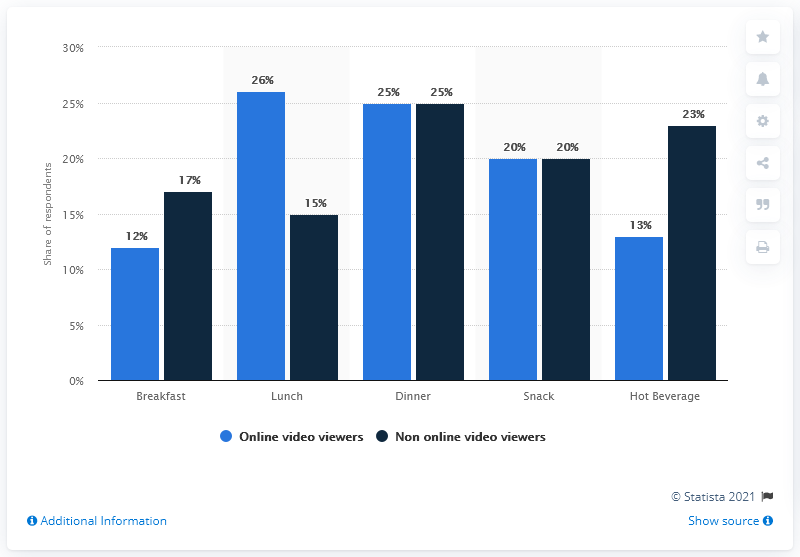 30%
25%
20%
15%
10%
5%
0%
Share of respondents
12%
17%
26%
15%
25%
25%
20%
20%
13%
23%
Breakfast
Lunch
Dinner
Snack
Hot Beverage
Online video viewers
Non online video viewers
© Statista 2021
Additional Information
Show source